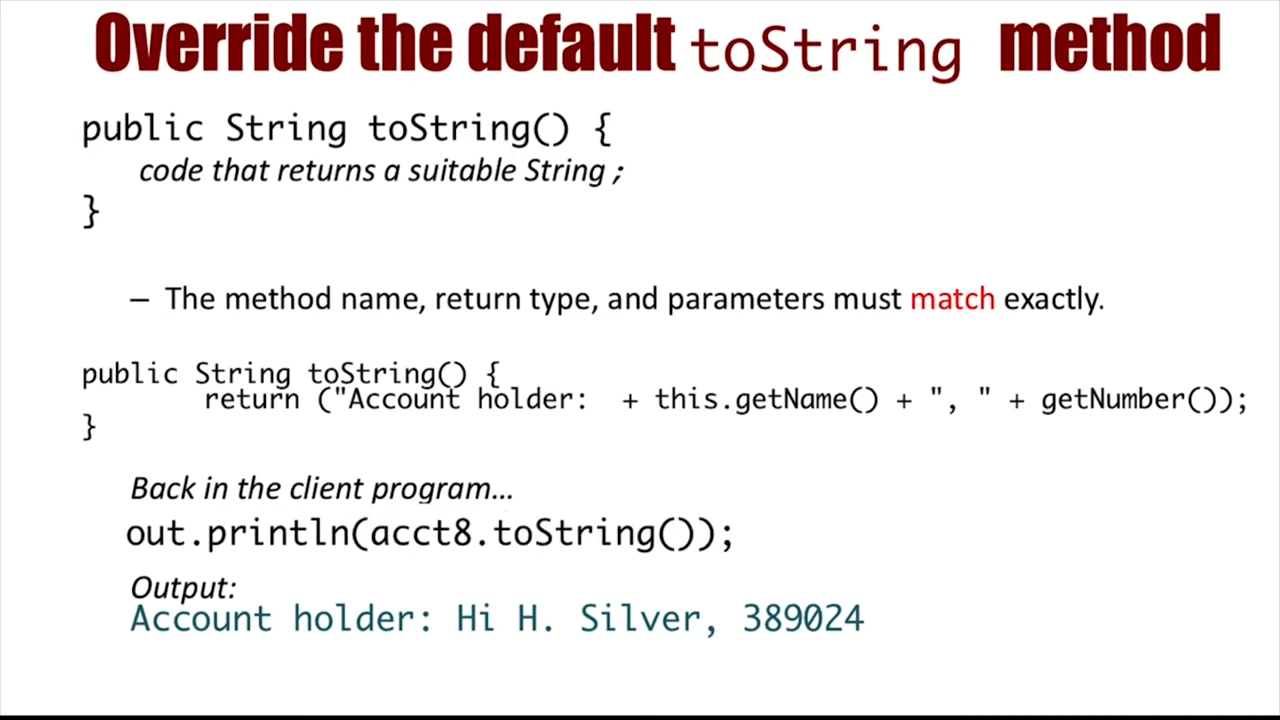 Override the default toString method
public String toString() {
code that returns a suitable String;
}
– The method name, return type, and parameters must match exactly.
public String toString() {
return ("Account holder:  + this.getName() + ", " + getNumber());
}
Back in the client program…
out.println(acct8.toString());
Output:
Account holder: Hi H. Silver, 389024